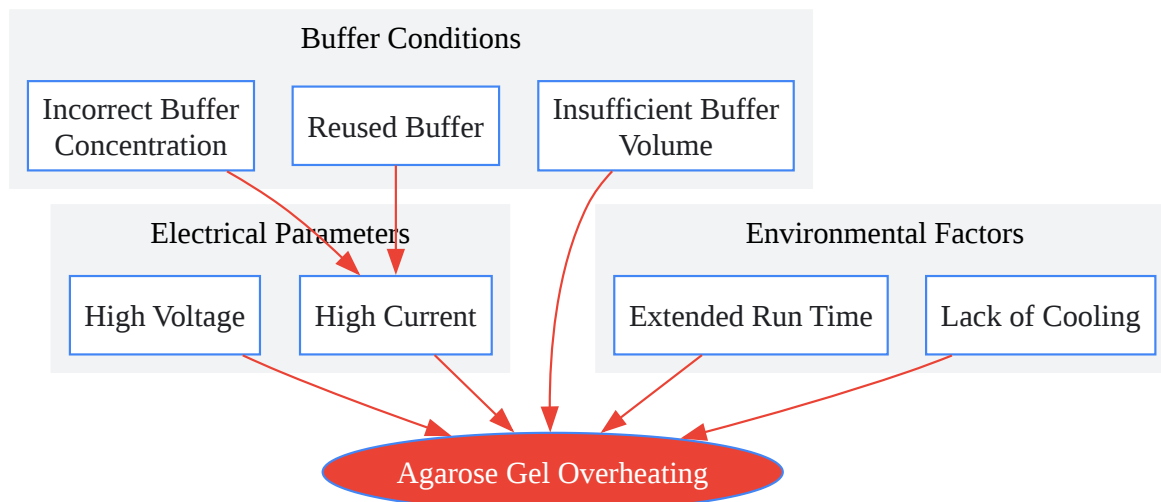 Buffer Conditions
Incorrect Buffer
Concentration
Reused Buffer
Insufficient Buffer
Volume
Electrical Parameters
High Voltage
High Current
Environmental Factors
Extended Run Time
Lack of Cooling
Agarose Gel Overheating